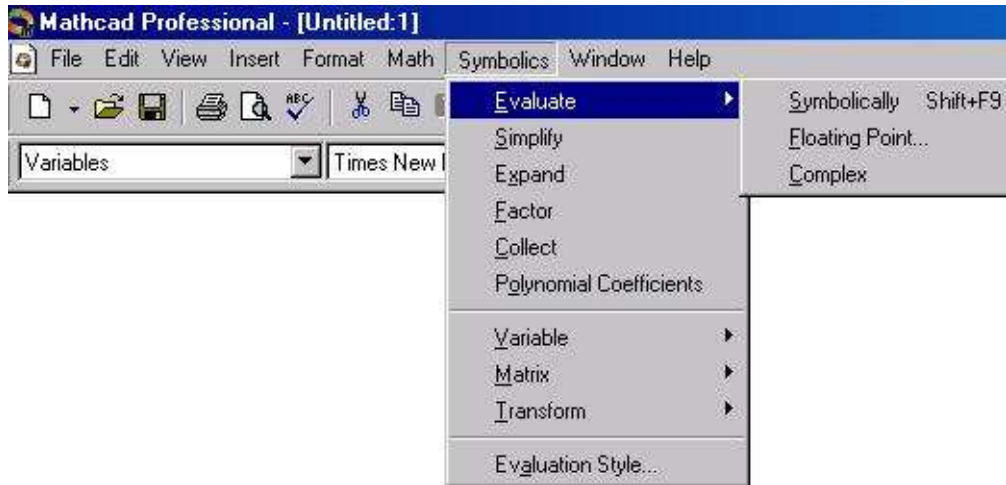 Mathcad Professional - [Untitled:1]
File Edit View Insert Format Math Symbolics Window Help
ABC
Variables Times New
Evaluate
Simplify
Expand
Factor
Collect
Polynomial Coefficients
Variable
Matrix
Transform
Evaluation Style...
Symbolically Shift+F9
Floating Point...
Complex